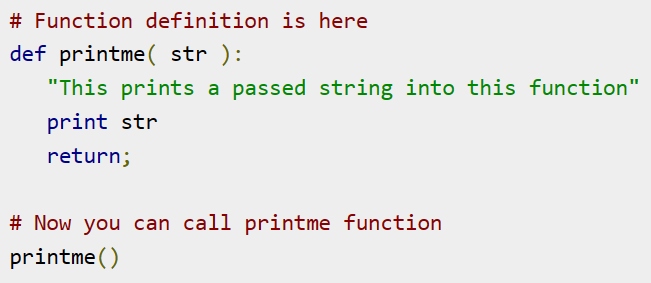 # Function definition is here
def printme( str ):
   "This prints a passed string into this function"
   print str
   return;

# Now you can call printme function
printme()